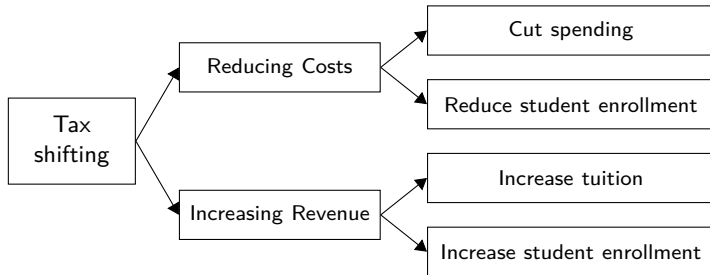 Tax
shifting
Reducing Costs
Cut spending
Reduce student enrollment
Increasing Revenue
Increase tuition
Increase student enrollment